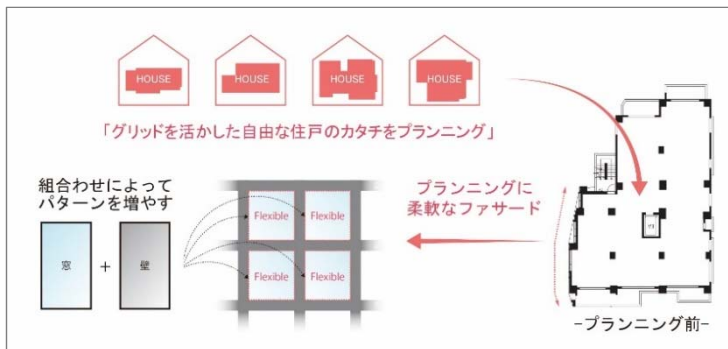 HOUSE
HOUSE
HOUSE
HOUSE
「グリッドを活かした自由な住戸のカタチをプランニング」
組合わせによって
パターンを増やす
窓
+
壁
Flexible
Flexible
Flexible
Flexible
プランニングに
柔軟なファサード
-プランニング前-